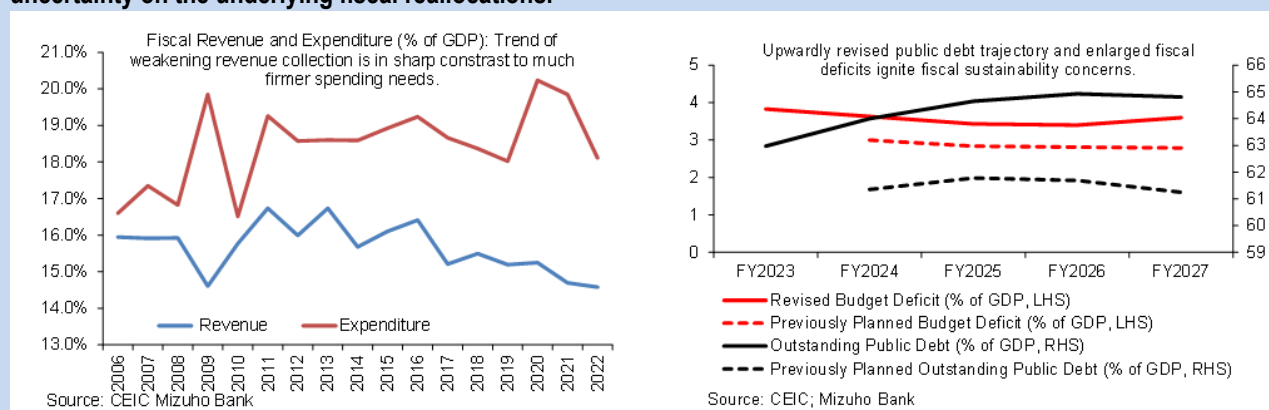 uncertainty on the underlying fiscal reallocations.
Fiscal Revenue and Expenditure (% of GDP): Trend of
weakening revenue collection is in sharp constrast to much
firmer spending needs.
21.0%
20.0%
19.0%
18.0%
17.0%
16.0%
15.0%
14.0%
13.0%
Revenue
Expenditure
2006
2007
2008
2009
2010
2011
2012
2013
2014
2015
2016
2017
2018
2019
2020
2021
2022
Source: CEIC Mizuho Bank
Upwardly revised public debt trajectory and enlarged fiscal
deficits ignite fiscal sustainability concerns.
5
4
3
2
1
0
66
65
64
63
62
61
60
59
FY2023
FY2024
FY2025
FY2026
FY2027
Revised Budget Deficit (% of GDP, LHS)
Previously Planned Budget Deficit (% of GDP, LHS)
Outstanding Public Debt (% of GDP, RHS)
Previously Planned Outstanding Public Debt (% of GDP, RHS)
Source: CEIC; Mizuho Bank